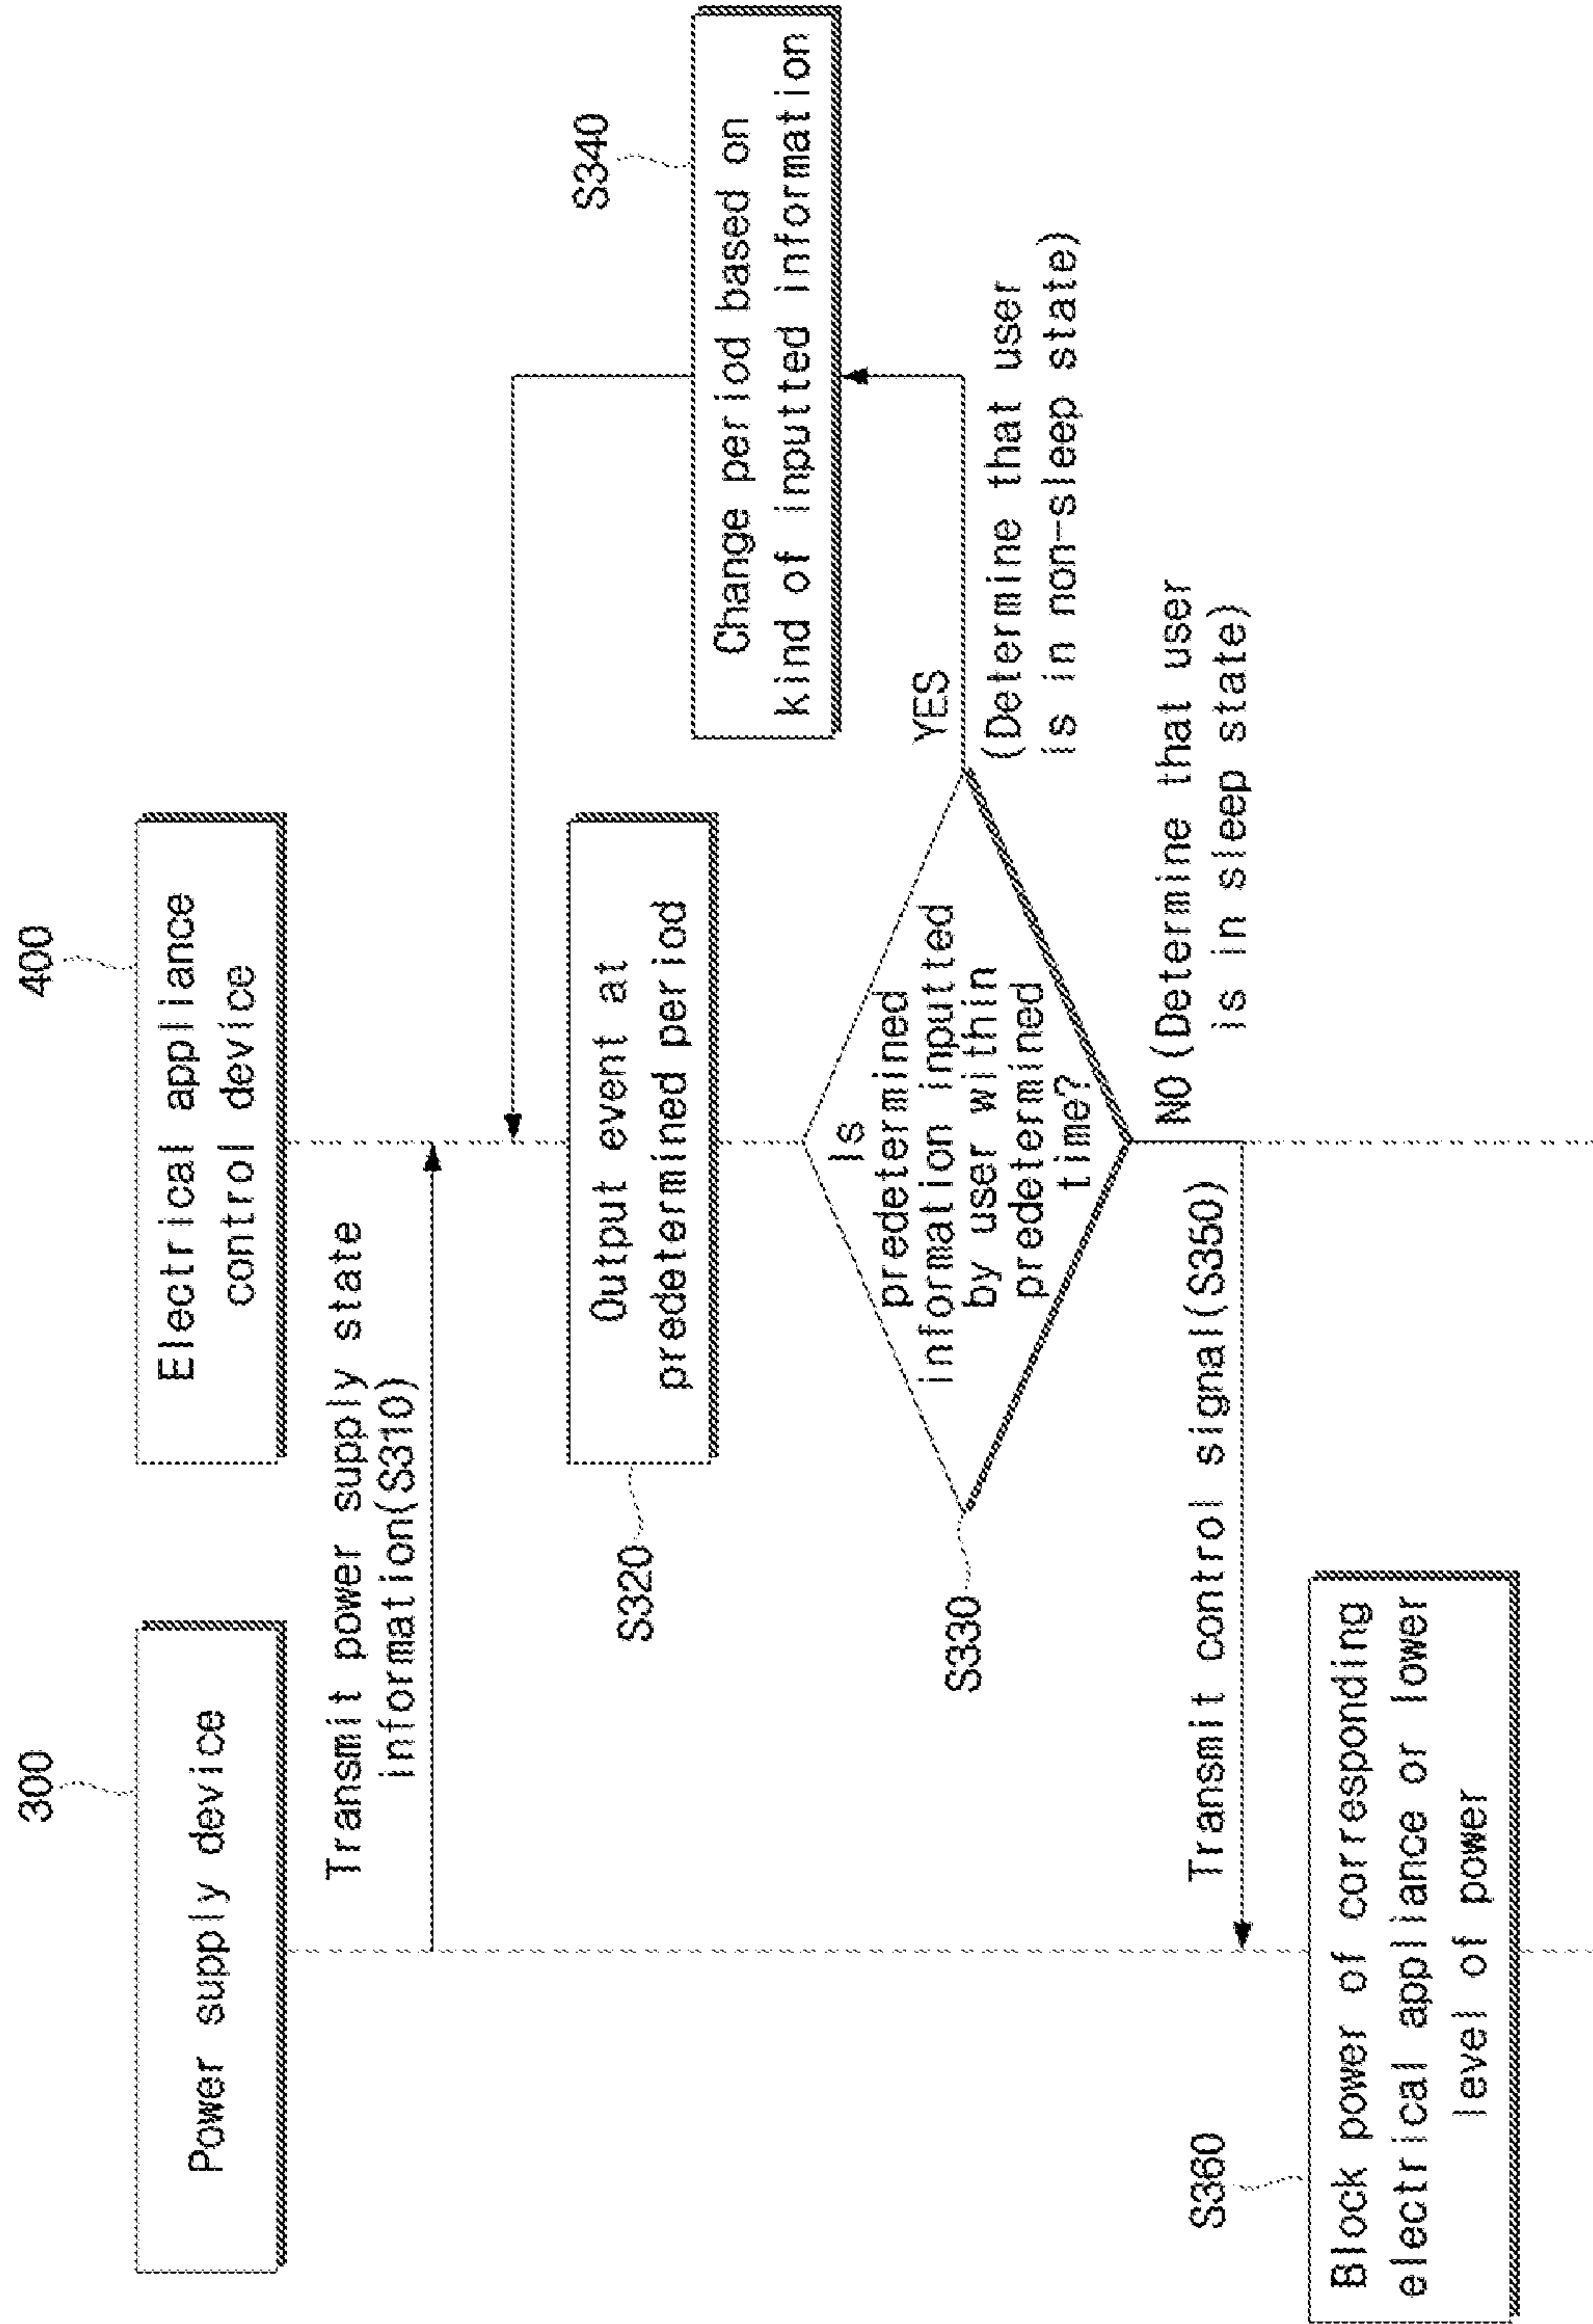 300
Power supply device
400
Electrical appliance
control device
Transmit power supply state
information(S310)
S320
Output event at
predetermined period
S340
Change period based on
kind of inputted information
S330
Is
predetermined
information inputted
by user within
predetermined
time?
YES
(Determine that user
is in non-sleep state)
NO (Determine that user
is in sleep state)
Transmit control signal(S350)
S360
Block power of corresponding
electrical appliance or lower
level of power